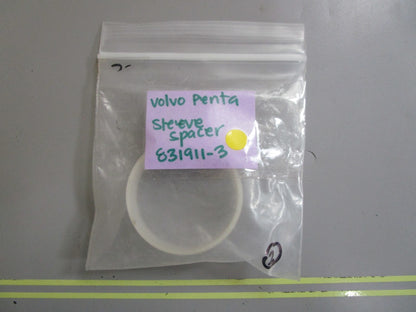 Volvo Penta
Sleeve
spacer
831911-3